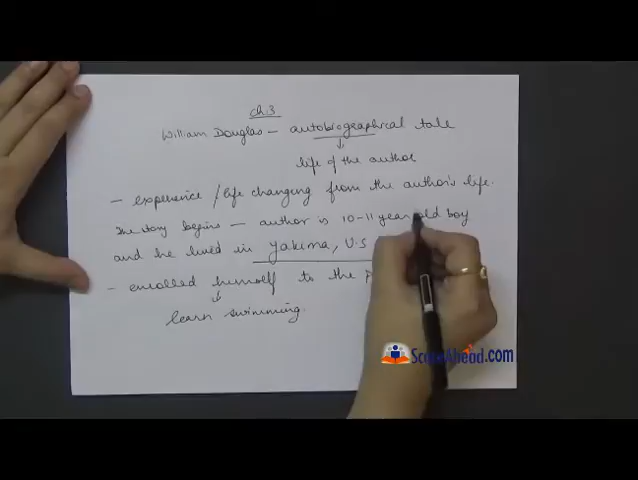 ch.3
William Douglas - autobiographical tale
life of the author
- experience / life changing from the author's life.
The story begins - author is 10-11 year old boy
and he lived in Yakima, U.S
- enrolled himself to the
learn swimming.
ScoreAhead.com